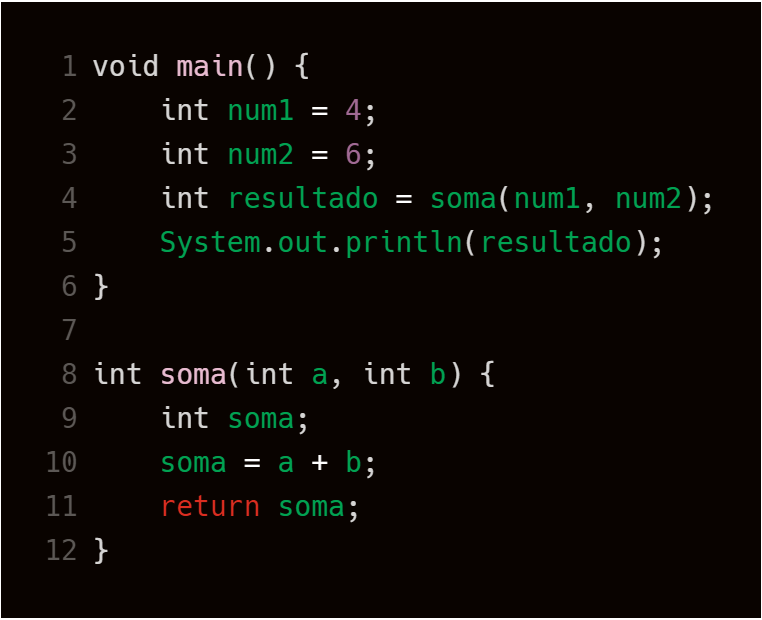 1 void main() {
2     int num1 = 4;
3     int num2 = 6;
4     int resultado = soma(num1, num2);
5     System.out.println(resultado);
6 }
7
8 int soma(int a, int b) {
9     int soma;
10     soma = a + b;
11     return soma;
12 }